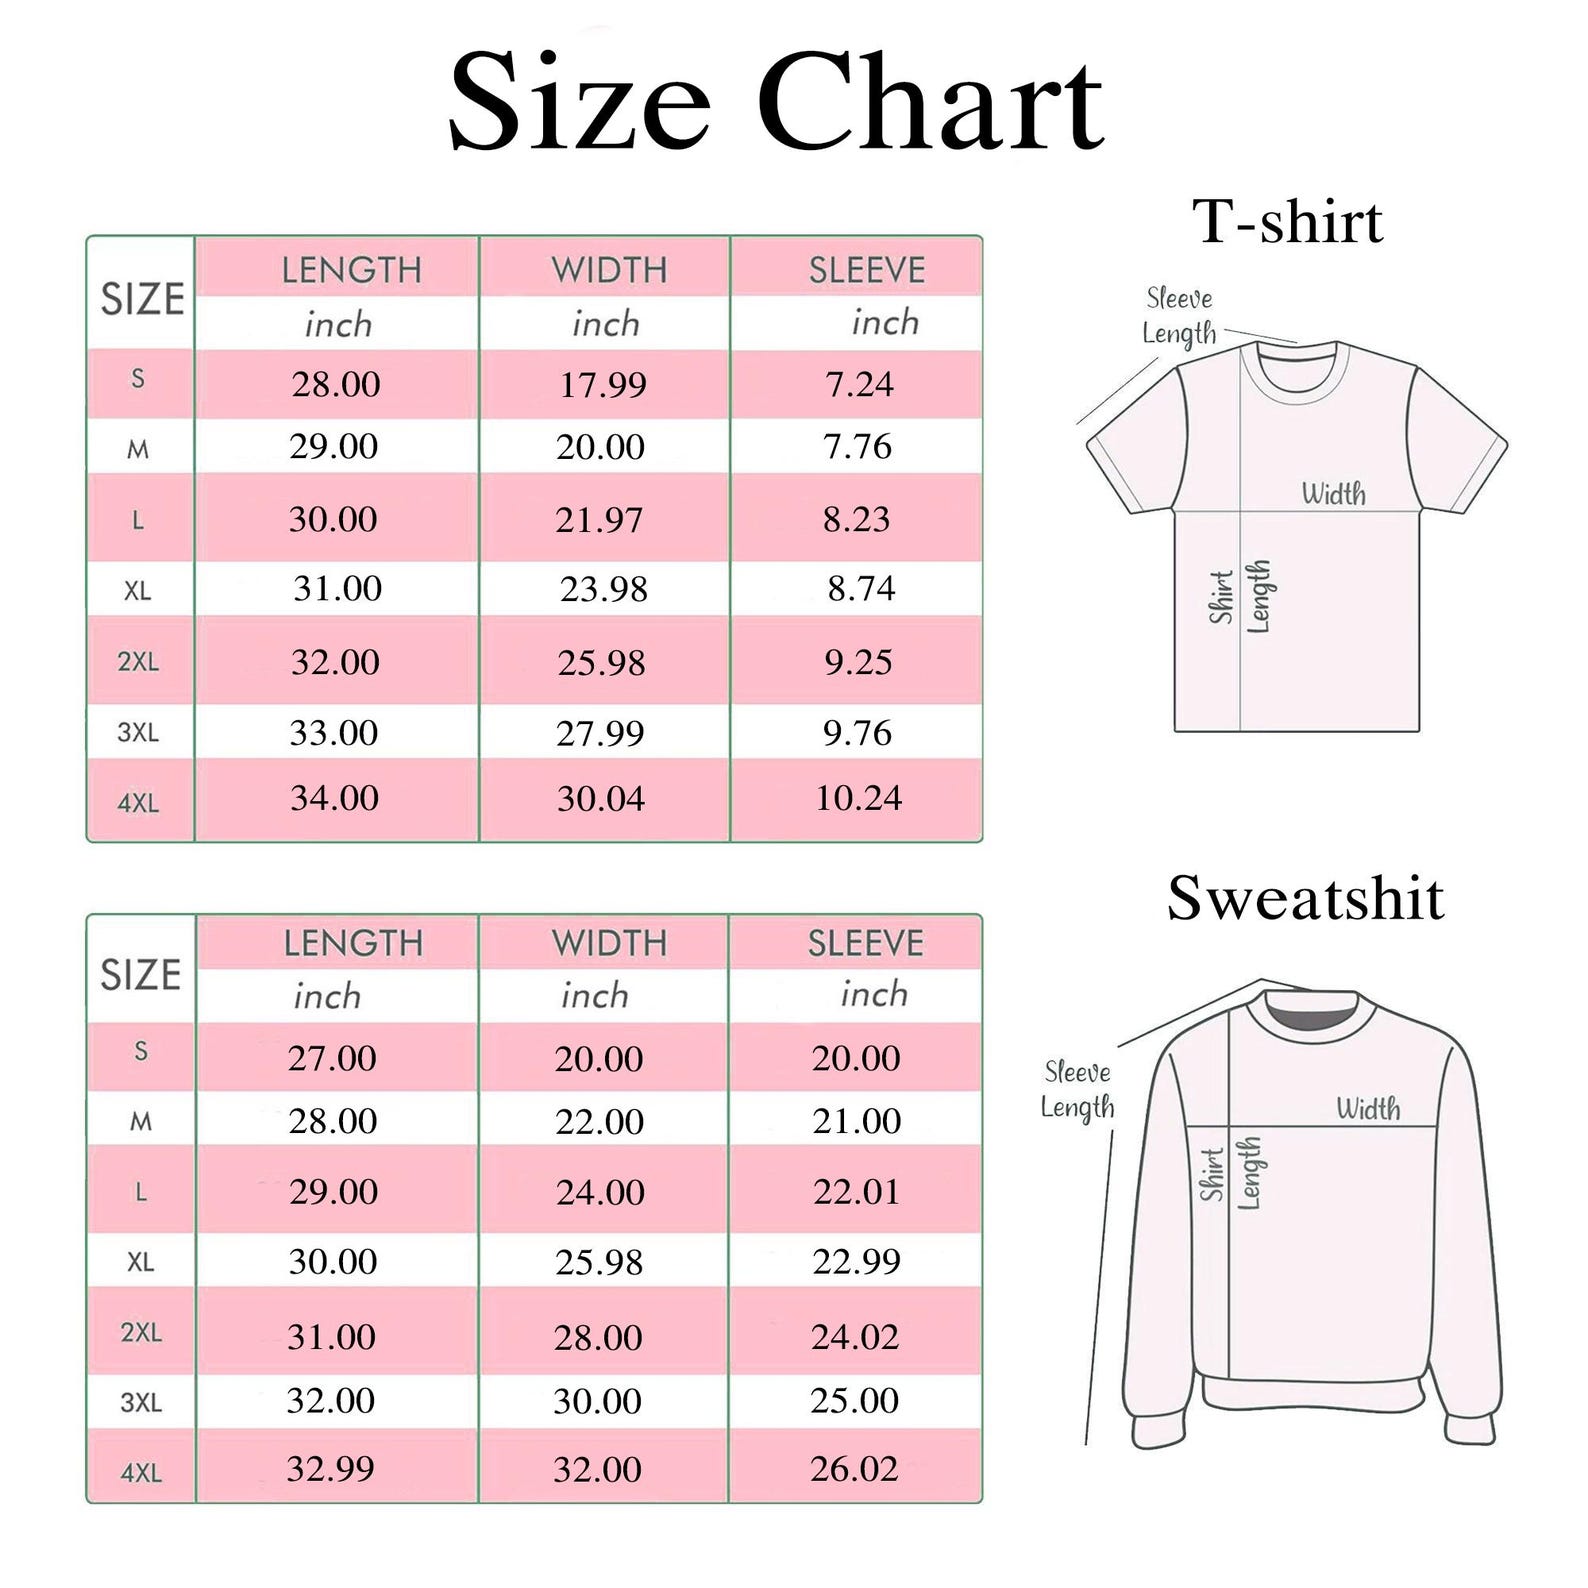 Size Chart
T-shirt
SIZE LENGTH WIDTH SLEEVE
inch inch inch
S 28.00 17.99 7.24
M 29.00 20.00 7.76
L 30.00 21.97 8.23
XL 31.00 23.98 8.74
2XL 32.00 25.98 9.25
3XL 33.00 27.99 9.76
4XL 34.00 30.04 10.24
Sleeve
Length
Width
Shirt
Length
Sweatshit
SIZE LENGTH WIDTH SLEEVE
inch inch inch
S 27.00 20.00 20.00
M 28.00 22.00 21.00
L 29.00 24.00 22.01
XL 30.00 25.98 22.99
2XL 31.00 28.00 24.02
3XL 32.00 30.00 25.00
4XL 32.99 32.00 26.02
Sleeve
Length
Width
Shirt
Length